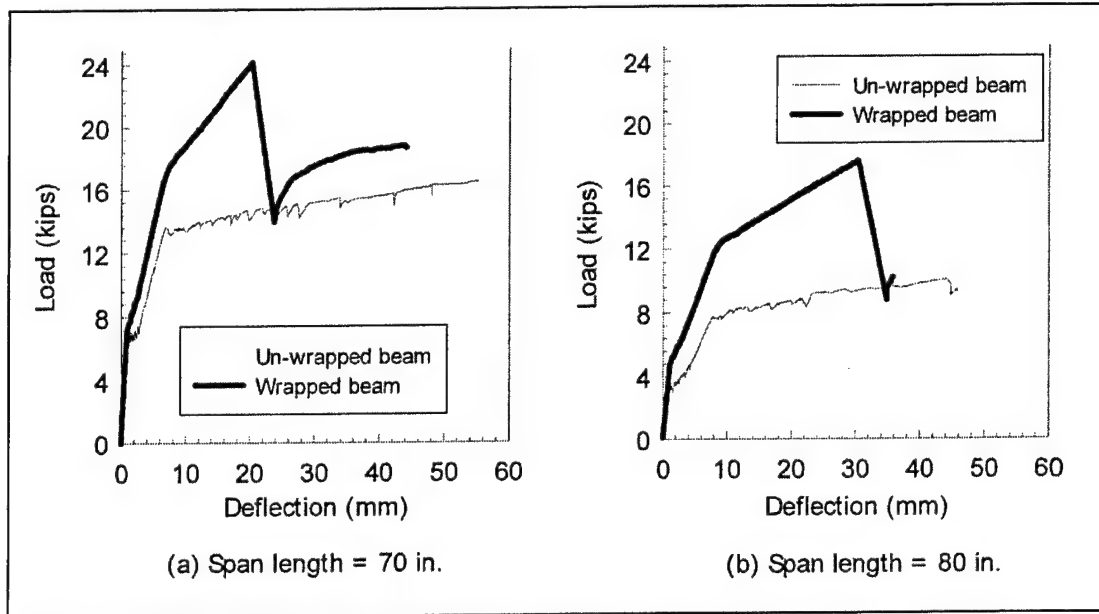 24
20
16
12
8
4
0
Load (kips)
Un-wrapped beam
Wrapped beam
0 10 20 30 40 50 60
Deflection (mm)
(a) Span length = 70 in.
24
20
16
12
8
4
0
Load (kips)
Un-wrapped beam
Wrapped beam
0 10 20 30 40 50 60
Deflection (mm)
(b) Span length = 80 in.